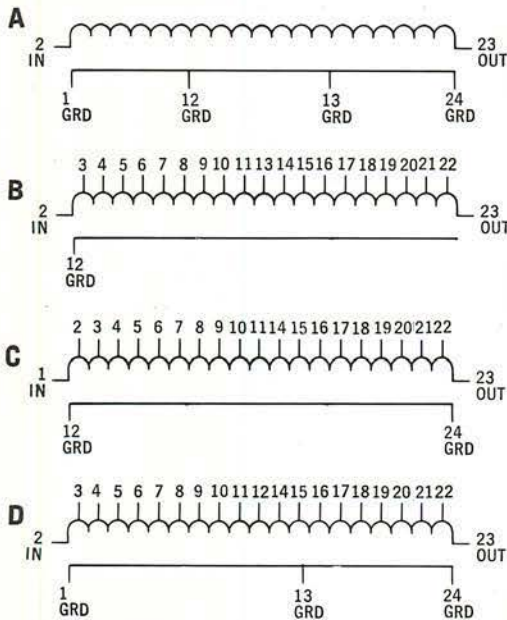 A
2 IN 23 OUT
1 GRD 12 GRD 13 GRD 24 GRD
3 4 5 6 7 8 9 10 11 13 14 15 16 17 18 19 20 21 22
B
2 IN 23 OUT
12 GRD
2 3 4 5 6 7 8 9 10 11 14 15 16 17 18 19 20 21 22
C
1 IN 23 OUT
12 GRD 24 GRD
3 4 5 6 7 8 9 10 11 12 14 15 16 17 18 19 20 21 22
D
2 IN 23 OUT
1 GRD 13 GRD 24 GRD